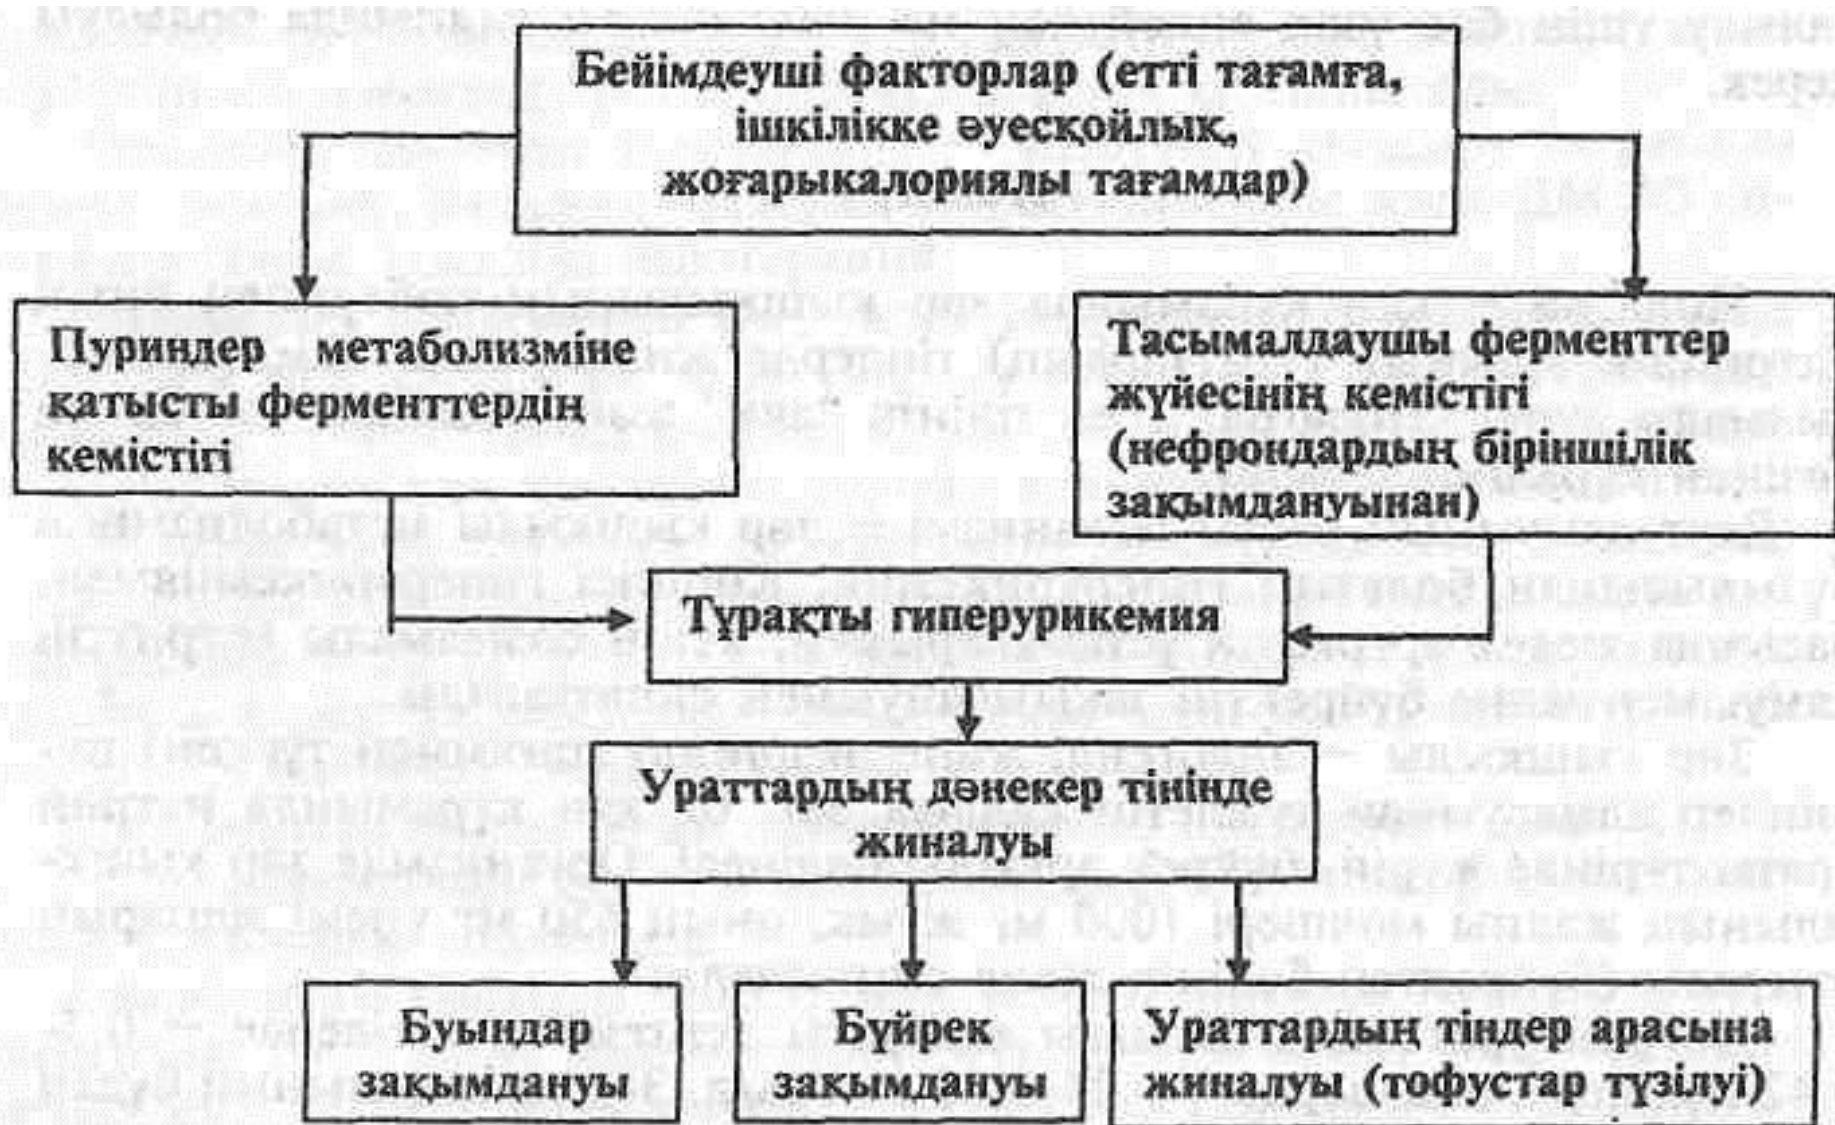 Бейімдеуші факторлар (етті тағамға,
ішкілікке әуесқойлық,
жоғарыкалориялы тағамдар)
Пуриндер метаболизміне
қатысты ферменттердің
кемістігі
Тасымалдаушы ферменттер
жүйесінің кемістігі
(нефрондардың біріншілік
зақымдануынан)
Тұрақты гиперурикемия
Ураттардың дәнекер тінінде
жиналуы
Буындар
зақымдануы
Бүйрек
зақымдануы
Ураттардың тіндер арасына
жиналуы (тофустар түзілуі)